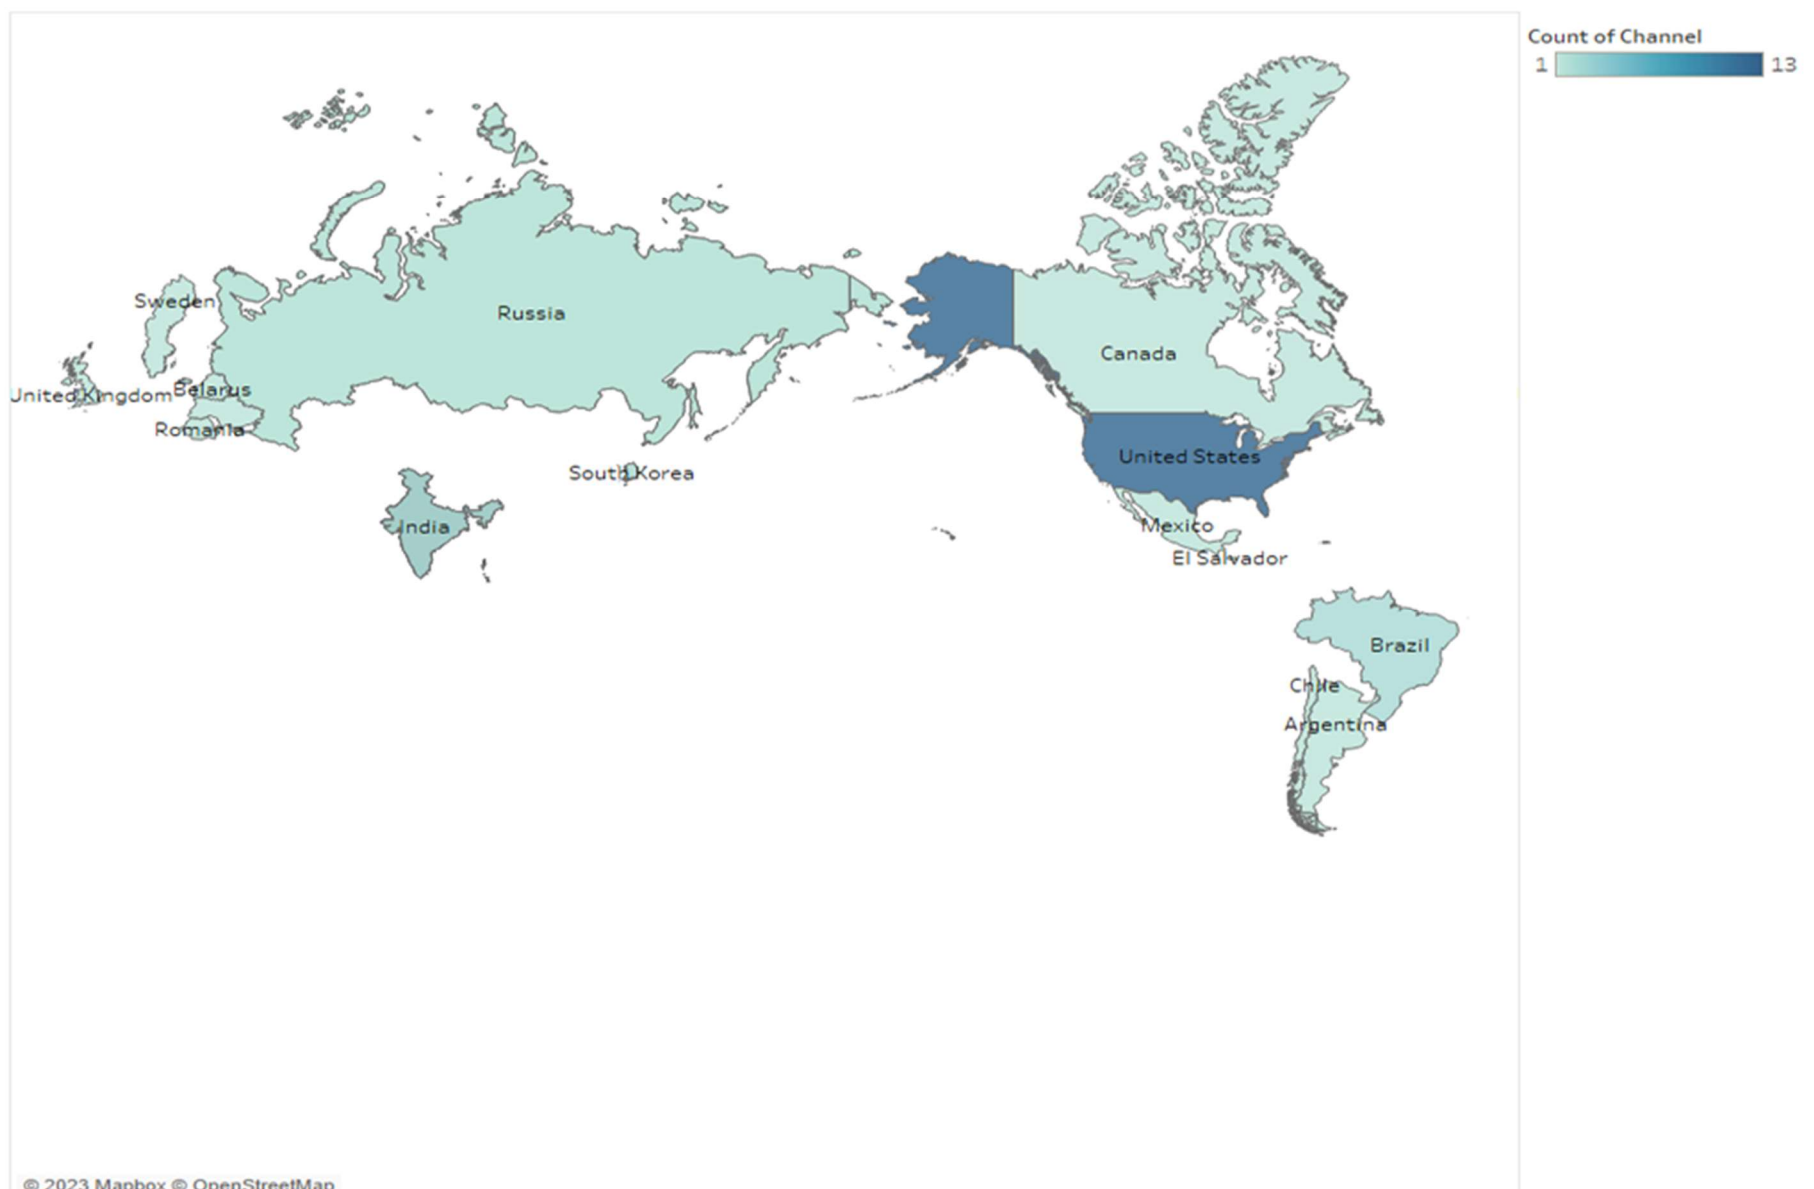 Count of Channel
1 13
Sweden
Russia
Canada
United Kingdom
Belarus
Romania
United States
South Korea
India
Mexico
El Salvador
Brazil
Chile
Argentina
© 2023 Mapbox © OpenStreetMap